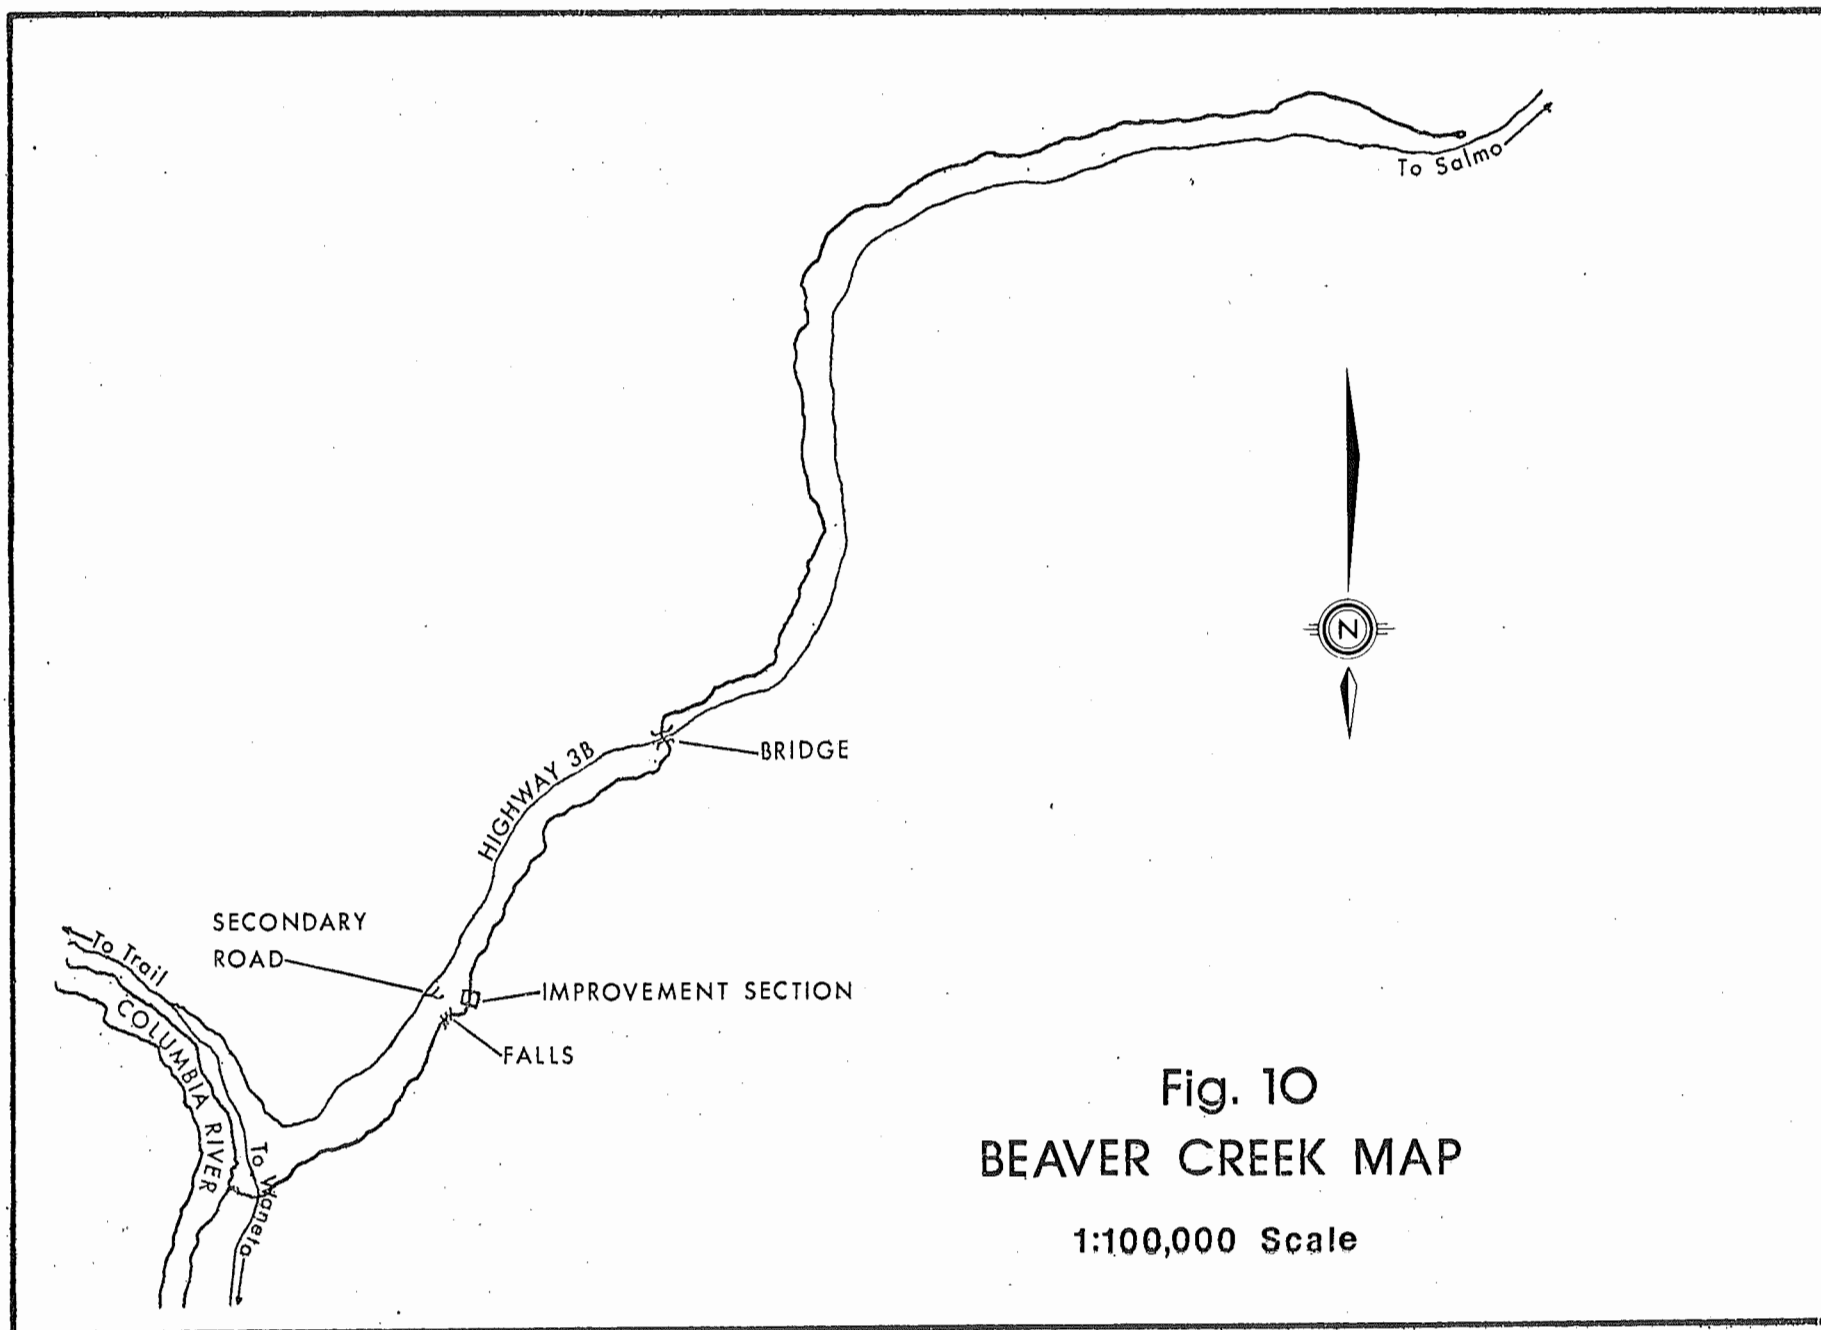 To Salmo
N
BRIDGE
HIGHWAY 3B
SECONDARY
ROAD
To Trail
IMPROVEMENT SECTION
COLUMBIA RIVER
FALLS
To Waneta
Fig. 10
BEAVER CREEK MAP
1:100,000 Scale